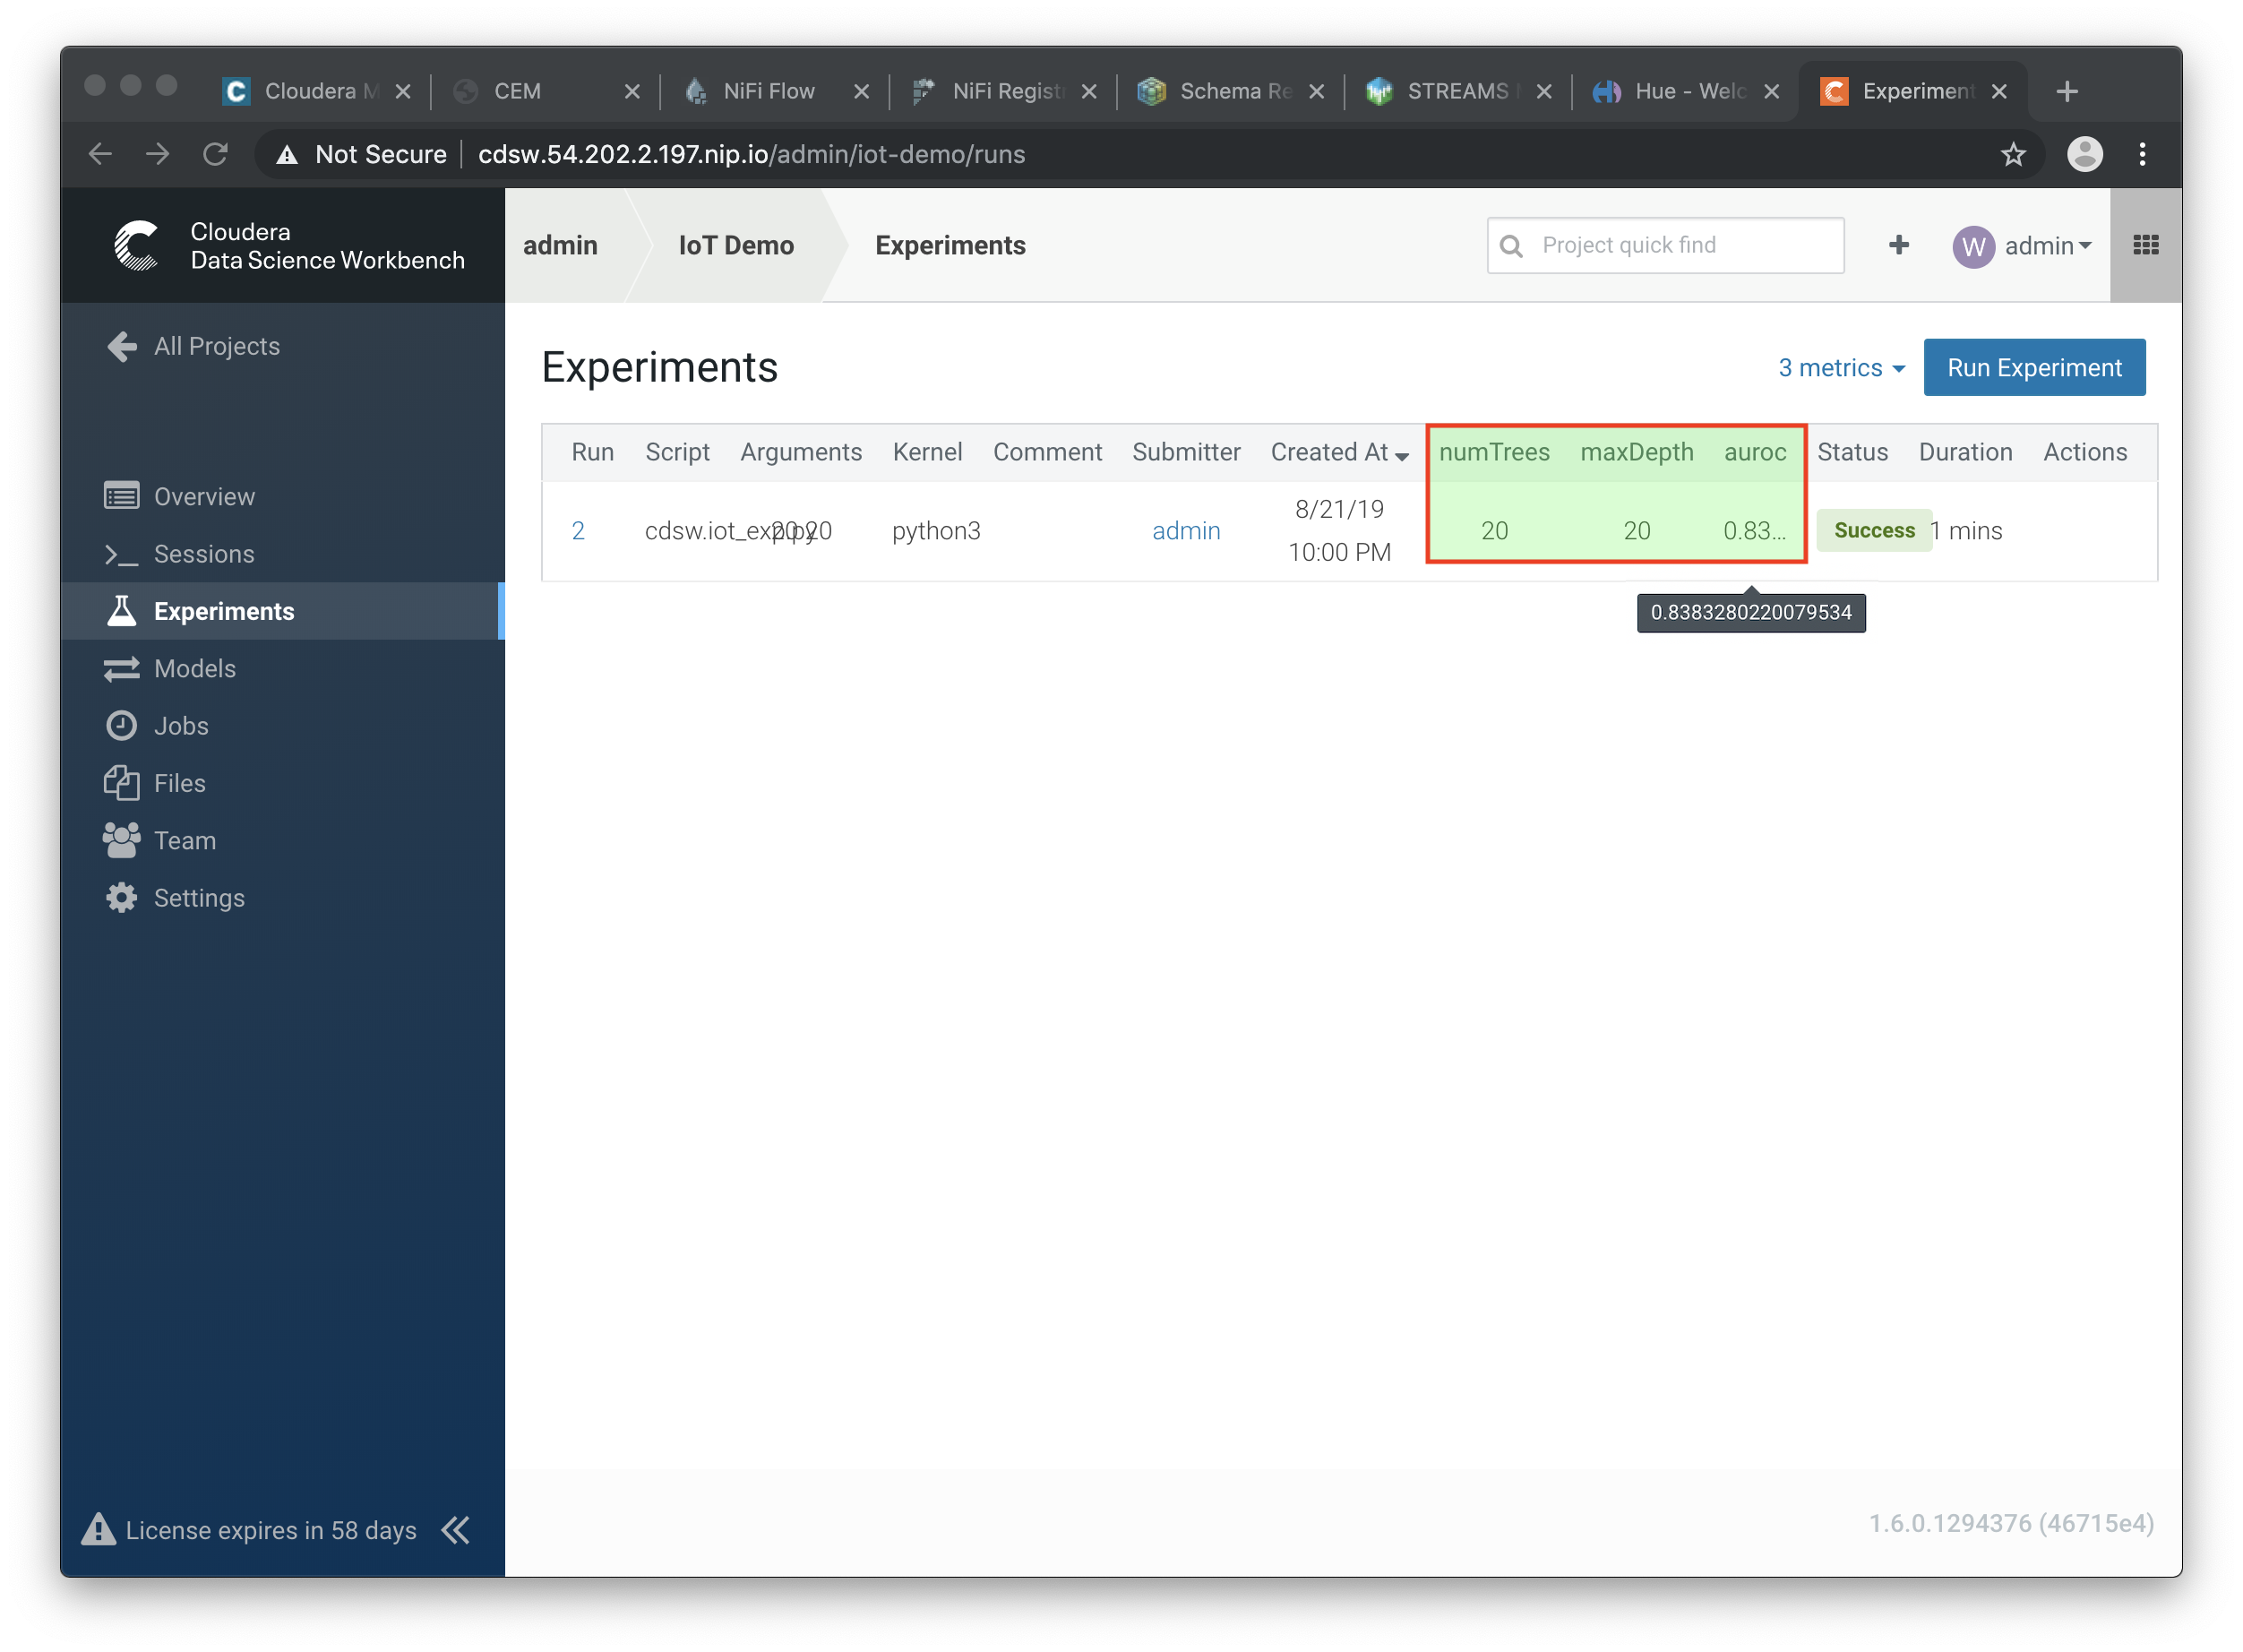 Cloudera M
CEM
NiFi Flow
NiFi Regist
Schema Re
STREAMS
Hue - Welc
Experiment
Not Secure
cdsw.54.202.2.197.nip.io/admin/iot-demo/runs
Cloudera
Data Science Workbench
admin
IoT Demo
Experiments
Project quick find
W
admin
All Projects
Overview
Sessions
Experiments
Models
Jobs
Files
Team
Settings
License expires in 58 days
Experiments
3 metrics
Run Experiment
Run Script Arguments Kernel Comment Submitter Created At numTrees maxDepth auroc Status Duration Actions
2 cdsw.iot_exp.py 20 20 python3 admin 8/21/19 10:00 PM 20 20 0.83... Success 1 mins
0.8383280220079534
1.6.0.1294376 (46715e4)